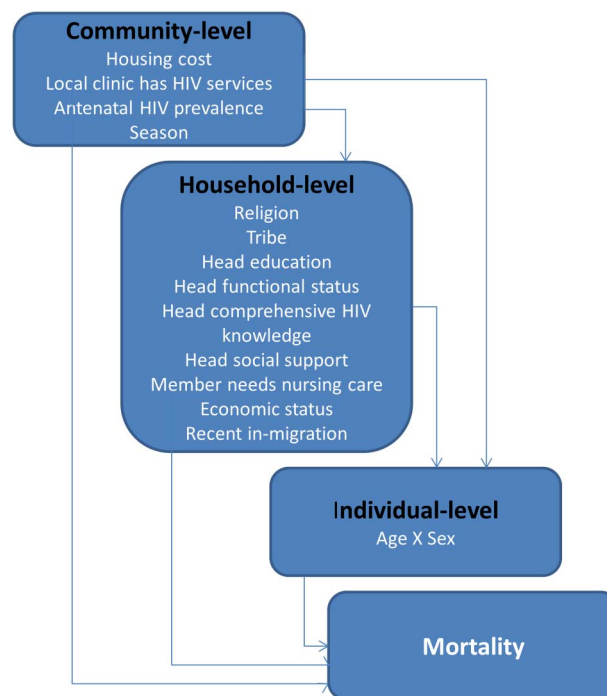 Community-level
Housing cost
Local clinic has HIV services
Antenatal HIV prevalence
Season
Household-level
Religion
Tribe
Head education
Head functional status
Head comprehensive HIV
knowledge
Head social support
Member needs nursing care
Economic status
Recent in-migration
Individual-level
Age X Sex
Mortality